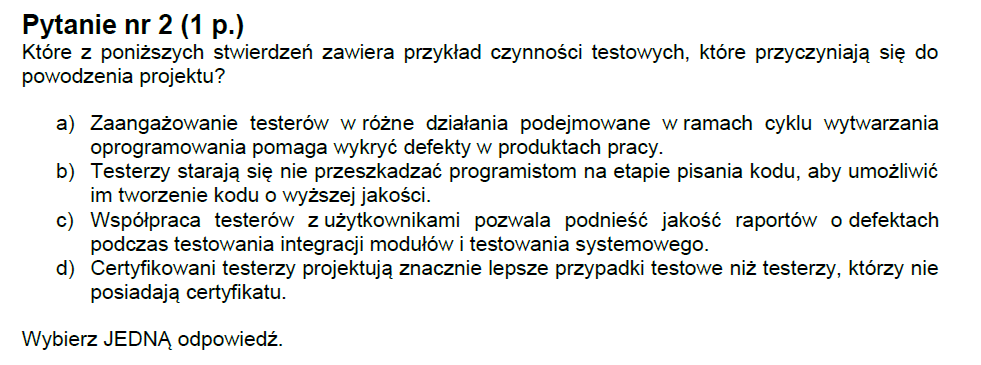 Pytanie nr 2 (1 p.)
Które z poniższych stwierdzeń zawiera przykład czynności testowych, które przyczyniają się do
powodzenia projektu?
a) Zaangażowanie testerów w różne działania podejmowane w ramach cyklu wytwarzania
oprogramowania pomaga wykryć defekty w produktach pracy.
b) Testerzy starają się nie przeszkadzać programistom na etapie pisania kodu, aby umożliwić
im tworzenie kodu o wyższej jakości.
c) Współpraca testerów z użytkownikami pozwala podnieść jakość raportów o defektach
podczas testowania integracji modułów i testowania systemowego.
d) Certyfikowani testerzy projektują znacznie lepsze przypadki testowe niż testerzy, którzy nie
posiadają certyfikatu.
Wybierz JEDNĄ odpowiedź.